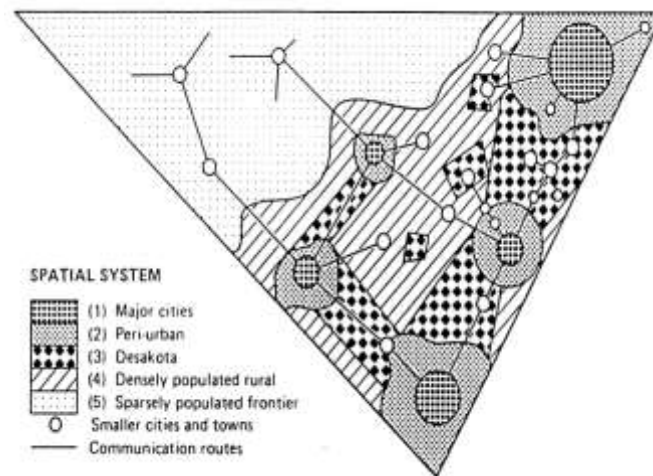 SPATIAL SYSTEM
(1) Major cities
(2) Peri-urban
(3) Desakota
(4) Densely populated rural
(5) Sparsely populated frontier
Smaller cities and towns
Communication routes